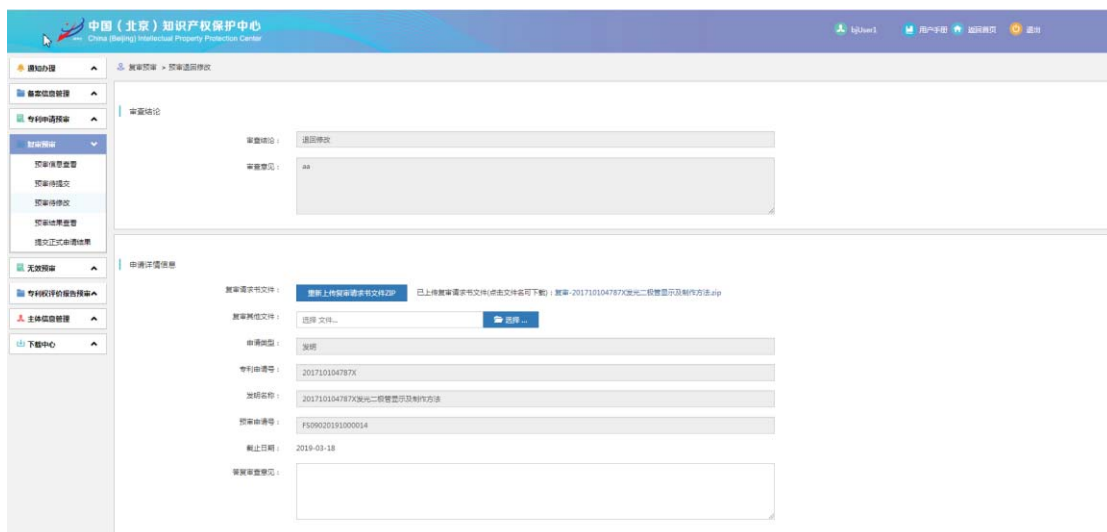 中国（北京）知识产权保护中心
China (Beijing) Intellectual Property Protection Center
bjUser1
用户手册
返回首页
退出
通知办理
备案信息管理
专利申请预审
复审预审
预审信息查看
预审待提交
预审待修改
预审结果查看
提交正式申请结果
无效预审
专利权评价报告预审
主体信息管理
下载中心
复审预审 > 预审退回修改
审查结论
审查结论：
退回修改
审查意见：
aa
申请详情信息
复审请求书文件：
重新上传复审请求书文件ZIP
已上传复审请求书文件(点击文件名可下载)：复审-201710104787X发光二极管显示及制作方法.zip
复审其他文件：
选择 文件...
选择 ...
申请类型：
发明
专利申请号：
201710104787X
发明名称：
201710104787X发光二极管显示及制作方法
预审申请号：
FS09020191000014
截止日期：
2019-03-18
答复审查意见：